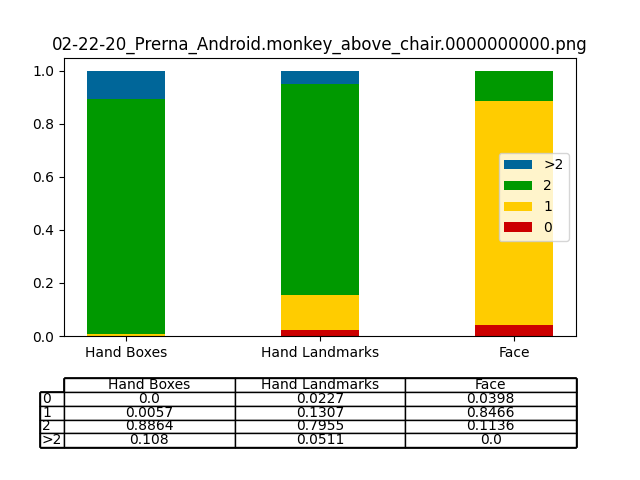 02-22-20_Prerna_Android.monkey_above_chair.0000000000.png
1.0
0.8
0.6
0.4
0.2
0.0
>2
2
1
0
Hand Boxes Hand Landmarks Face
Hand Boxes Hand Landmarks Face
0 0.0 0.0227 0.0398
1 0.0057 0.1307 0.8466
2 0.8864 0.7955 0.1136
>2 0.108 0.0511 0.0